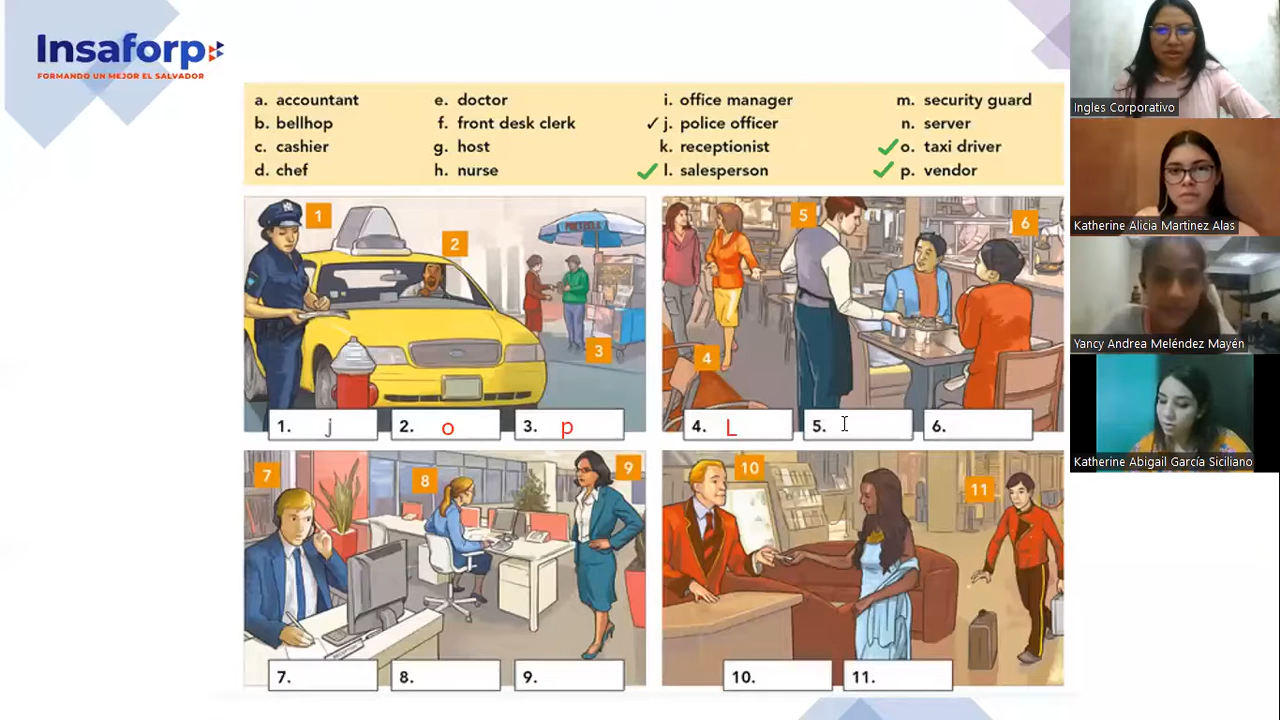 Insaforp
FORMANDO UN MEJOR EL SALVADOR
a. accountant
b. bellhop
c. cashier
d. chef
e. doctor
f. front desk clerk
g. host
h. nurse
i. office manager
✓ j. police officer
k. receptionist
l. salesperson
m. security guard
n. server
o. taxi driver
p. vendor
1
2
PRETZELS
3
1. j
2. o
3. p
5
6
4
4. L
5.
6.
7
8
9
7.
8.
9.
10
11
10.
11.
Ingles Corporativo
Katherine Alicia Martinez Alas
Yancy Andrea Meléndez Mayén
Katherine Abigail García Siciliano